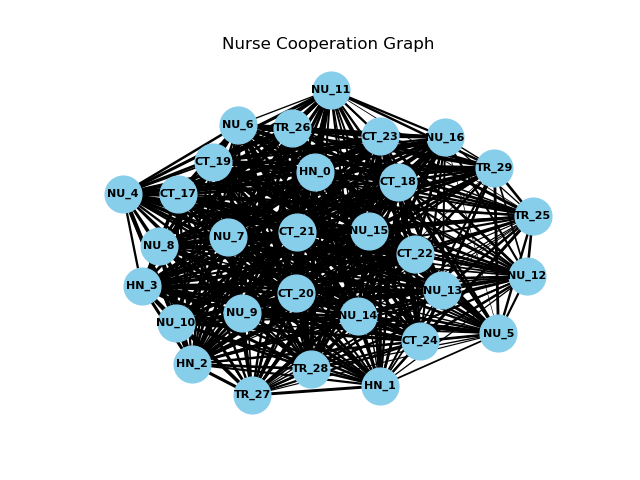 Nurse Cooperation Graph
NU_11
NU_6
TR_26
CT_23
NU_16
CT_19
HN_0
TR_29
CT_18
NU_4
CT_17
TR_25
NU_7
CT_21
NU_15
NU_8
CT_22
NU_12
HN_3
CT_20
NU_13
NU_9
NU_14
NU_10
NU_5
CT_24
HN_2
TR_28
HN_1
TR_27